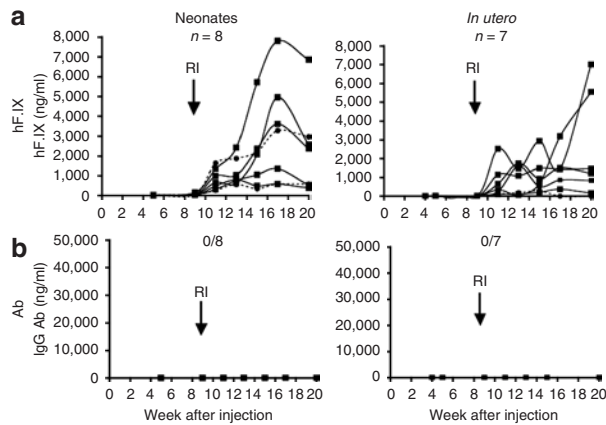 a
Neonates
n = 8
In utero
n = 7
hF.IX
hF.IX (ng/ml)
8,000
7,000
6,000
5,000
4,000
3,000
2,000
1,000
0
RI
0 2 4 6 8 10 12 14 16 18 20
8,000
7,000
6,000
5,000
4,000
3,000
2,000
1,000
0
RI
0 2 4 6 8 10 12 14 16 18 20
b
0/8
0/7
Ab
IgG Ab (ng/ml)
50,000
40,000
30,000
20,000
10,000
0
RI
0 2 4 6 8 10 12 14 16 18 20
Week after injection
50,000
40,000
30,000
20,000
10,000
0
RI
0 2 4 6 8 10 12 14 16 18 20
Week after injection